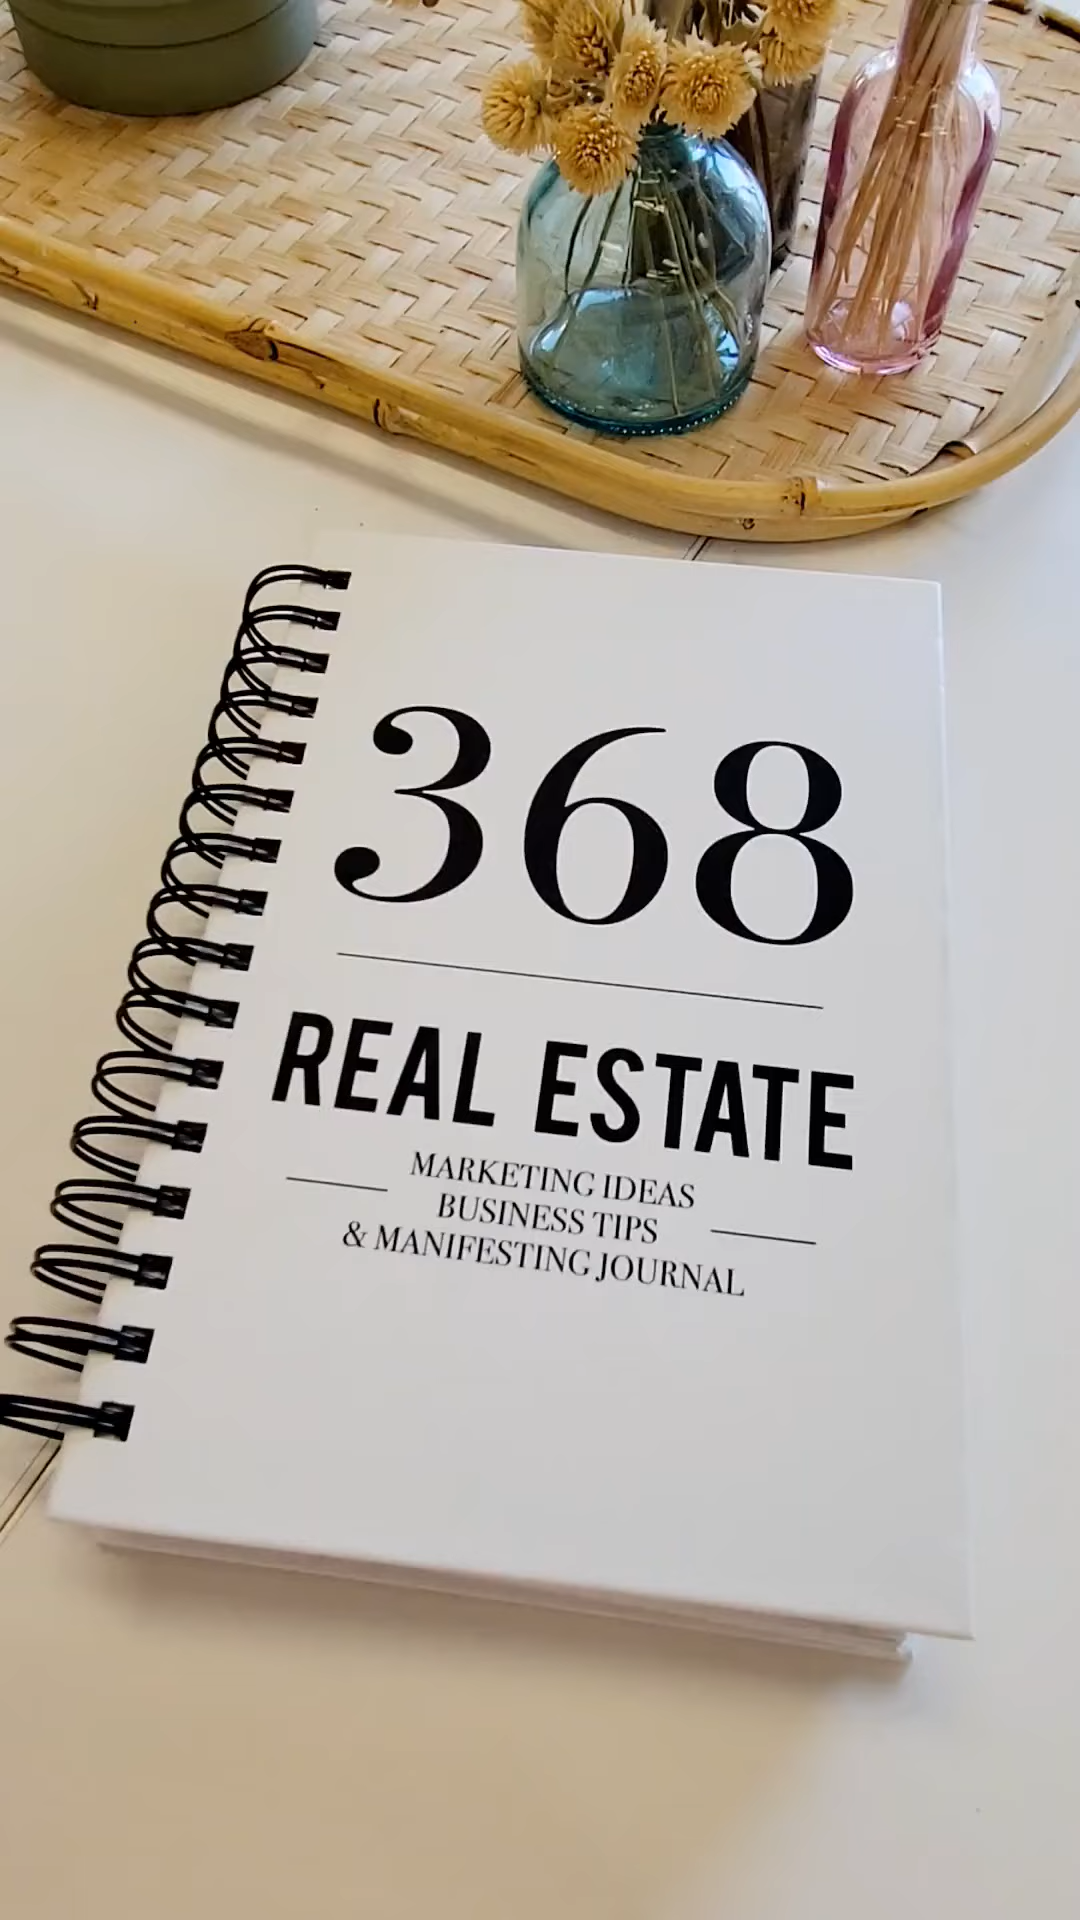 368
REAL ESTATE
MARKETING IDEAS
BUSINESS TIPS
& MANIFESTING JOURNAL